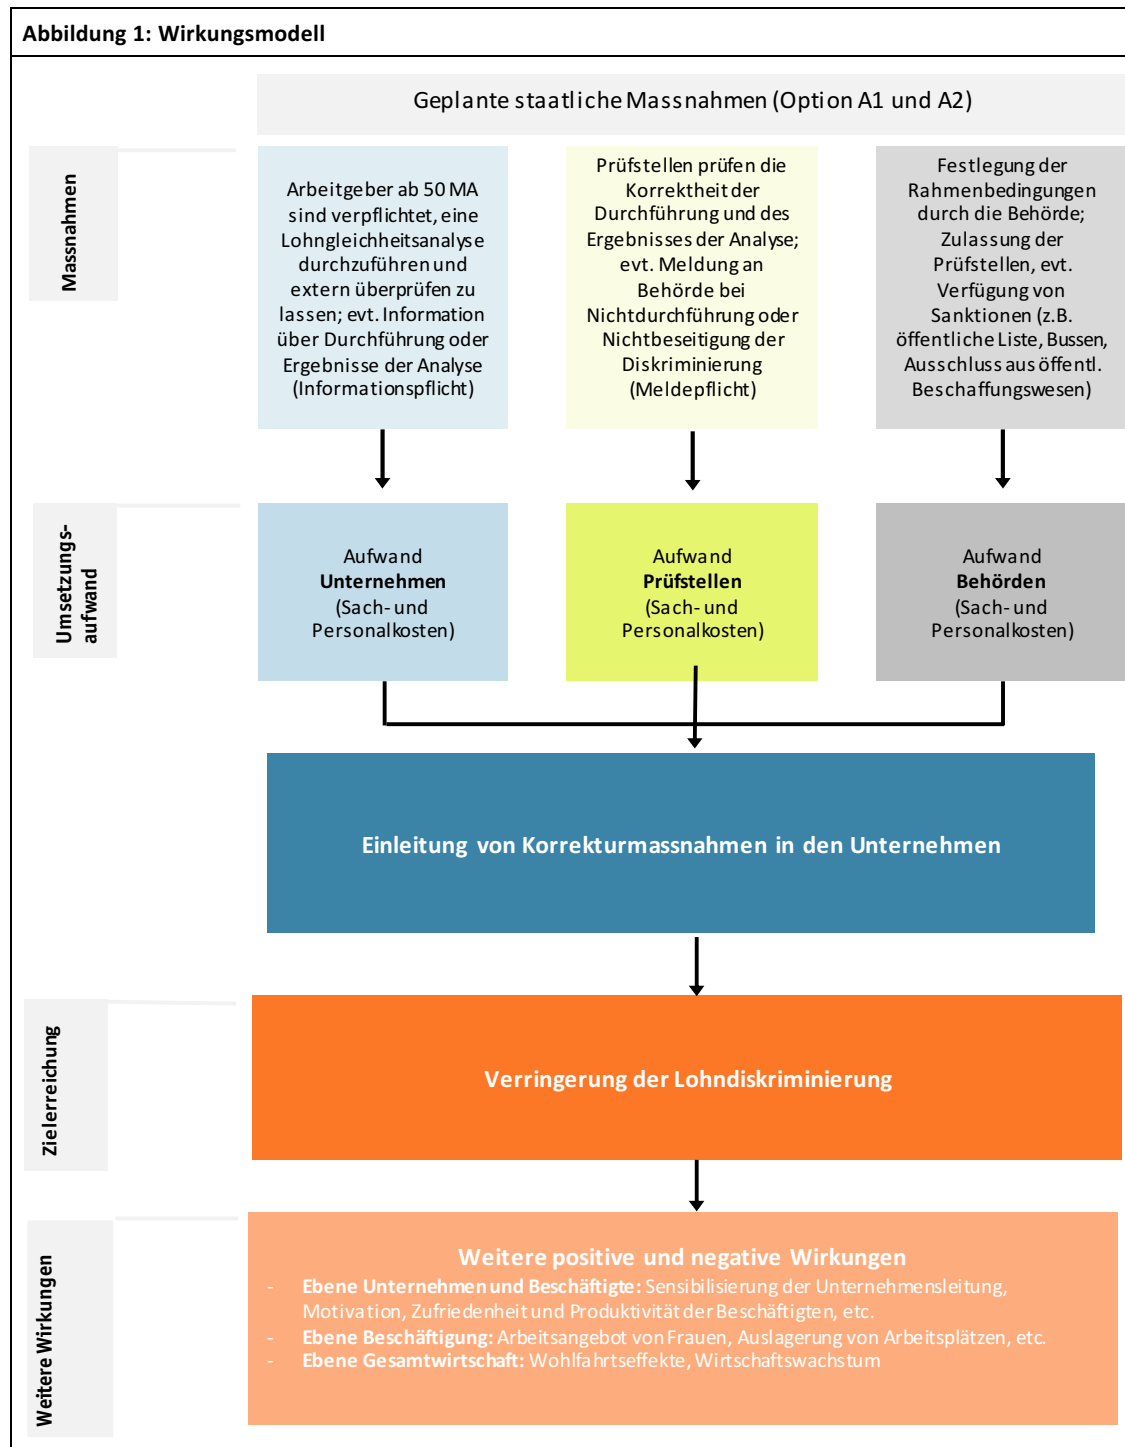 Abbildung 1: Wirkungsmodell
Geplante staatliche Massnahmen (Option A1 und A2)
Massnahmen
Arbeitgeber ab 50 MA
sind verpflichtet, eine
Lohngleichheitsanalyse
durchzuführen und
extern überprüfen zu
lassen; evt. Information
über Durchführung oder
Ergebnisse der Analyse
(Informationspflicht)
Prüfstellen prüfen die
Korrektheit der
Durchführung und des
Ergebnisses der Analyse;
evt. Meldung an
Behörde bei
Nichtdurchführung oder
Nichtbeseitigung der
Diskriminierung
(Meldepflicht)
Festlegung der
Rahmenbedingungen
durch die Behörde;
Zulassung der
Prüfstellen, evt.
Verfügung von
Sanktionen (z.B.
öffentliche Liste, Bussen,
Ausschluss aus öffentl.
Beschaffungswesen)
Umsetzungs-
aufwand
Aufwand
Unternehmen
(Sach- und
Personalkosten)
Aufwand
Prüfstellen
(Sach- und
Personalkosten)
Aufwand
Behörden
(Sach- und
Personalkosten)
Einleitung von Korrekturmassnahmen in den Unternehmen
Zielerreichung
Verringerung der Lohndiskriminierung
Weitere Wirkungen
Weitere positive und negative Wirkungen
- Ebene Unternehmen und Beschäftigte: Sensibilisierung der Unternehmensleitung,
Motivation, Zufriedenheit und Produktivität der Beschäftigten, etc.
- Ebene Beschäftigung: Arbeitsangebot von Frauen, Auslagerung von Arbeitsplätzen, etc.
- Ebene Gesamtwirtschaft: Wohlfahrtseffekte, Wirtschaftswachstum